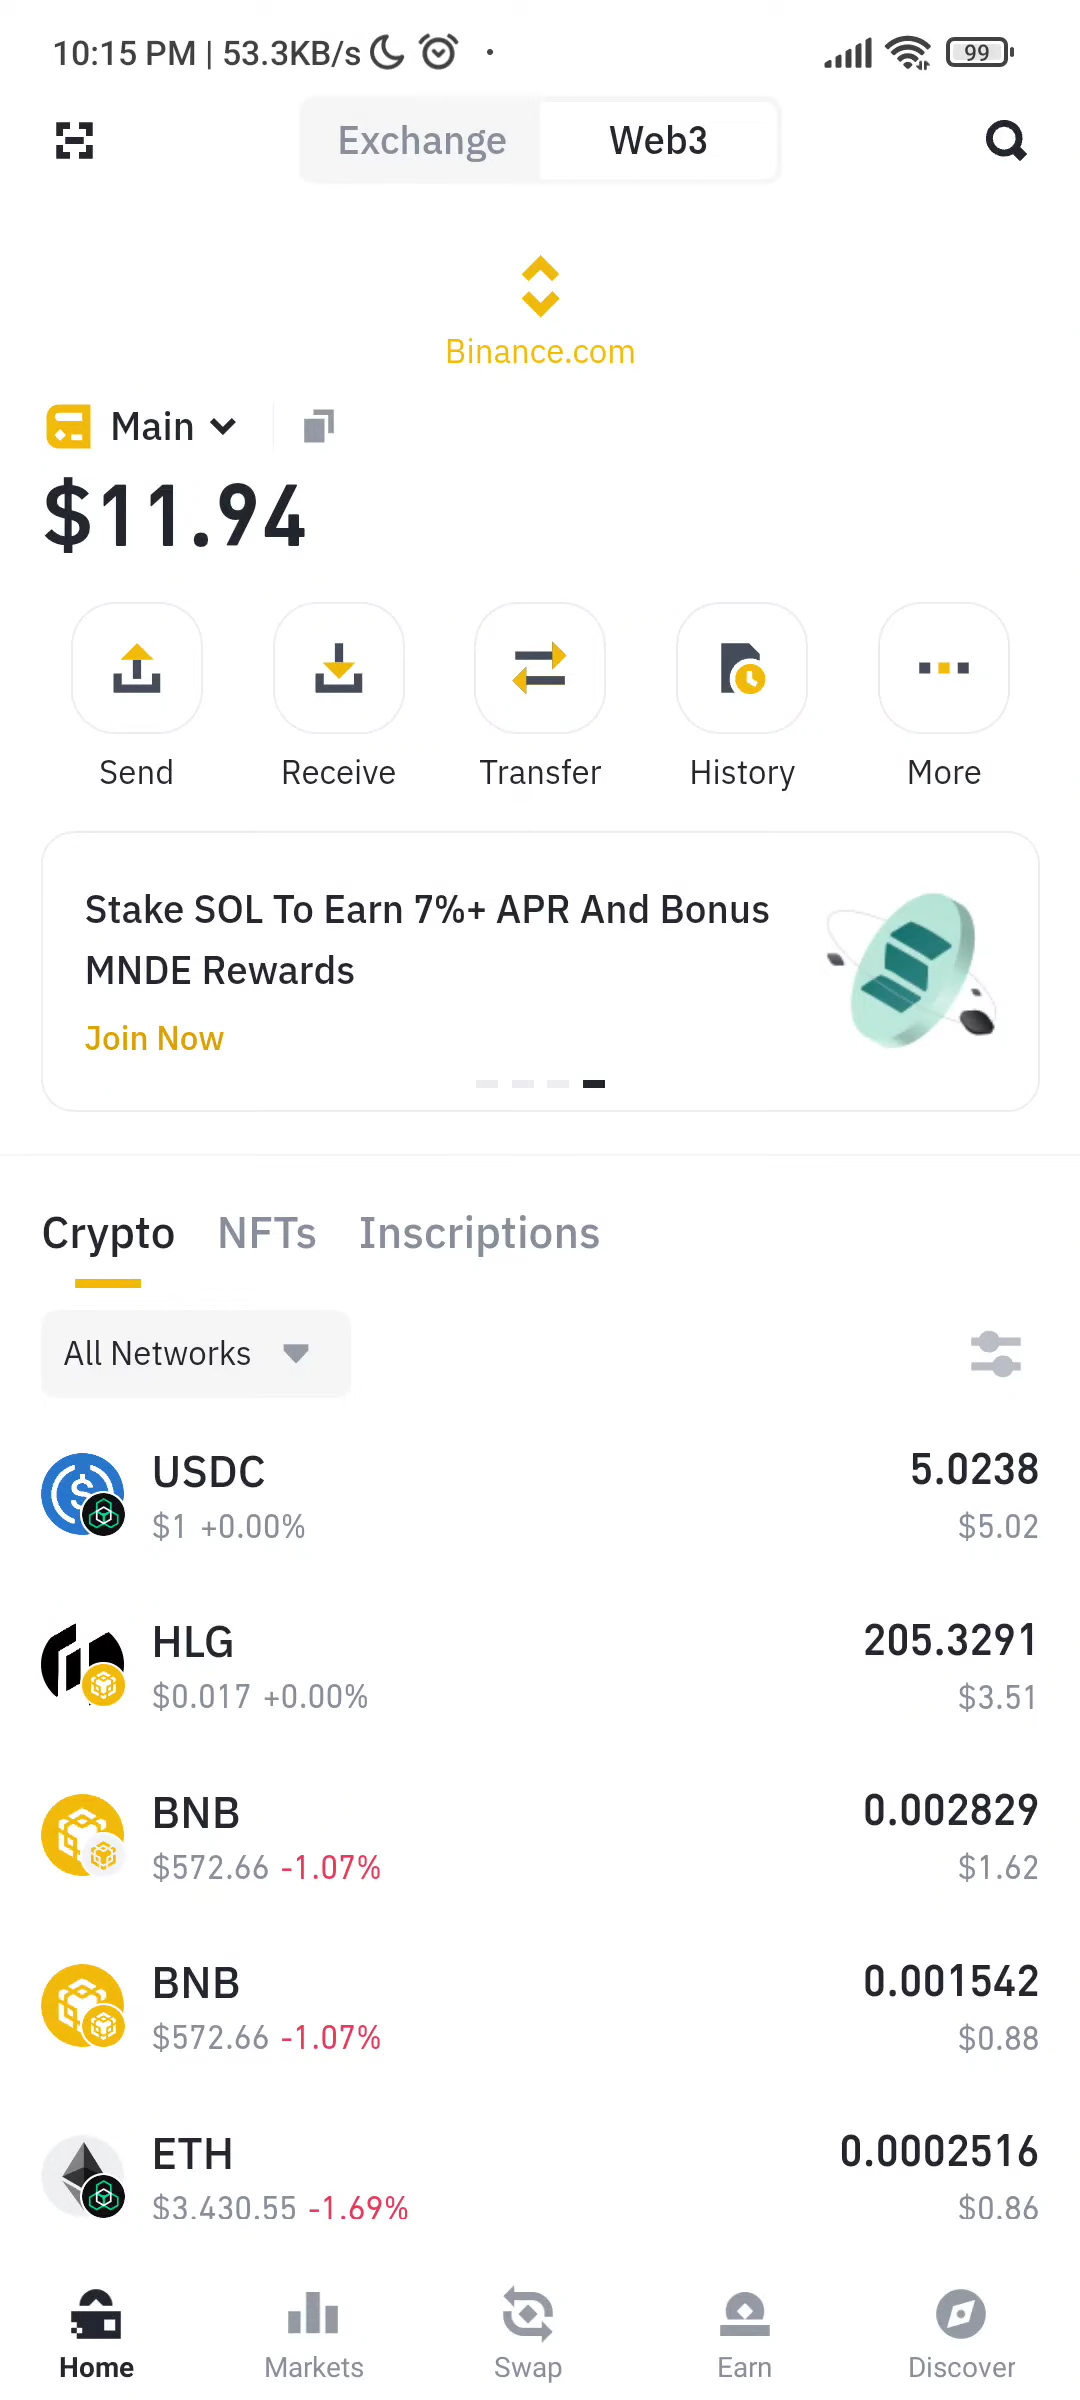 10:15 PM | 53.3KB/s 99
Exchange Web3
Binance.com
Main
$11.94
Send Receive Transfer History More
Stake SOL To Earn 7%+ APR And Bonus
MNDE Rewards
Join Now
Crypto NFTs Inscriptions
All Networks
USDC 5.0238
$1 +0.00% $5.02
HLG 205.3291
$0.017 +0.00% $3.51
BNB 0.002829
$572.66 -1.07% $1.62
BNB 0.001542
$572.66 -1.07% $0.88
ETH 0.0002516
$3,430.55 -1.69% $0.86
Home Markets Swap Earn Discover